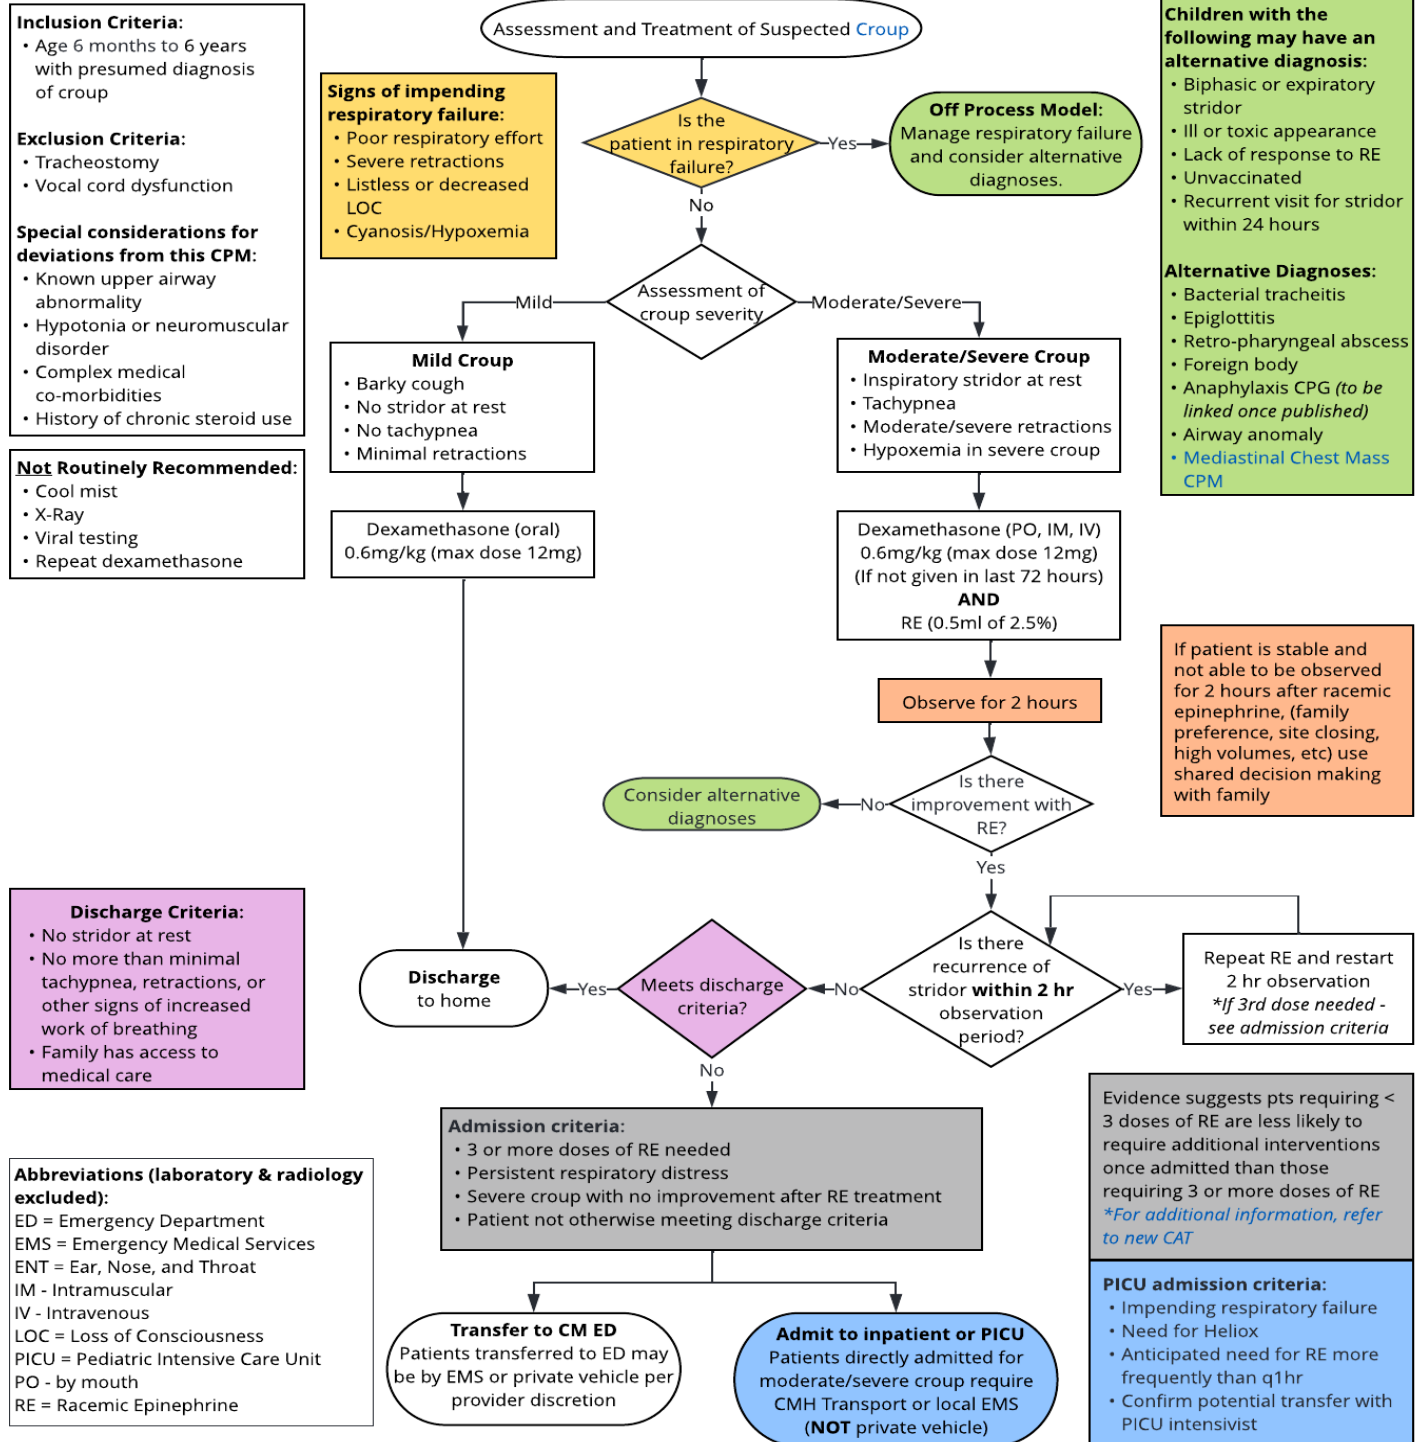 Inclusion Criteria:
• Age 6 months to 6 years
with presumed diagnosis
of croup
Exclusion Criteria:
• Tracheostomy
• Vocal cord dysfunction
Special considerations for
deviations from this CPM:
• Known upper airway
abnormality
• Hypotonia or neuromuscular
disorder
• Complex medical
co-morbidities
• History of chronic steroid use
Not Routinely Recommended:
• Cool mist
• X-Ray
• Viral testing
• Repeat dexamethasone
Assessment and Treatment of Suspected Croup
Signs of impending
respiratory failure:
• Poor respiratory effort
• Severe retractions
• Listless or decreased
LOC
• Cyanosis/Hypoxemia
Is the
patient in respiratory
failure?
Yes
Off Process Model:
Manage respiratory failure
and consider alternative
diagnoses.
No
Children with the
following may have an
alternative diagnosis:
• Biphasic or expiratory
stridor
• Ill or toxic appearance
• Lack of response to RE
• Unvaccinated
• Recurrent visit for stridor
within 24 hours
Alternative Diagnoses:
• Bacterial tracheitis
• Epiglottitis
• Retro-pharyngeal abscess
• Foreign body
• Anaphylaxis CPG (to be
linked once published)
• Airway anomaly
• Mediastinal Chest Mass
CPM
Assessment of
croup severity
Mild
Moderate/Severe
Mild Croup
• Barky cough
• No stridor at rest
• No tachypnea
• Minimal retractions
Moderate/Severe Croup
• Inspiratory stridor at rest
• Tachypnea
• Moderate/severe retractions
• Hypoxemia in severe croup
Dexamethasone (oral)
0.6mg/kg (max dose 12mg)
Dexamethasone (PO, IM, IV)
0.6mg/kg (max dose 12mg)
(If not given in last 72 hours)
AND
RE (0.5ml of 2.5%)
Observe for 2 hours
If patient is stable and
not able to be observed
for 2 hours after racemic
epinephrine, (family
preference, site closing,
high volumes, etc) use
shared decision making
with family
Is there
improvement with
RE?
No
Consider alternative
diagnoses
Yes
Is there
recurrence of
stridor within 2 hr
observation
period?
Yes
Repeat RE and restart
2 hr observation
*If 3rd dose needed -
see admission criteria
No
Meets discharge
criteria?
Yes
Discharge
to home
Discharge Criteria:
• No stridor at rest
• No more than minimal
tachypnea, retractions, or
other signs of increased
work of breathing
• Family has access to
medical care
No
Admission criteria:
• 3 or more doses of RE needed
• Persistent respiratory distress
• Severe croup with no improvement after RE treatment
• Patient not otherwise meeting discharge criteria
Evidence suggests pts requiring <
3 doses of RE are less likely to
require additional interventions
once admitted than those
requiring 3 or more doses of RE
*For additional information, refer
to new CAT
Abbreviations (laboratory & radiology
excluded):
ED = Emergency Department
EMS = Emergency Medical Services
ENT = Ear, Nose, and Throat
IM - Intramuscular
IV - Intravenous
LOC = Loss of Consciousness
PICU = Pediatric Intensive Care Unit
PO - by mouth
RE = Racemic Epinephrine
Transfer to CM ED
Patients transferred to ED may
be by EMS or private vehicle per
provider discretion
Admit to inpatient or PICU
Patients directly admitted for
moderate/severe croup require
CMH Transport or local EMS
(NOT private vehicle)
PICU admission criteria:
• Impending respiratory failure
• Need for Heliox
• Anticipated need for RE more
frequently than q1hr
• Confirm potential transfer with
PICU intensivist